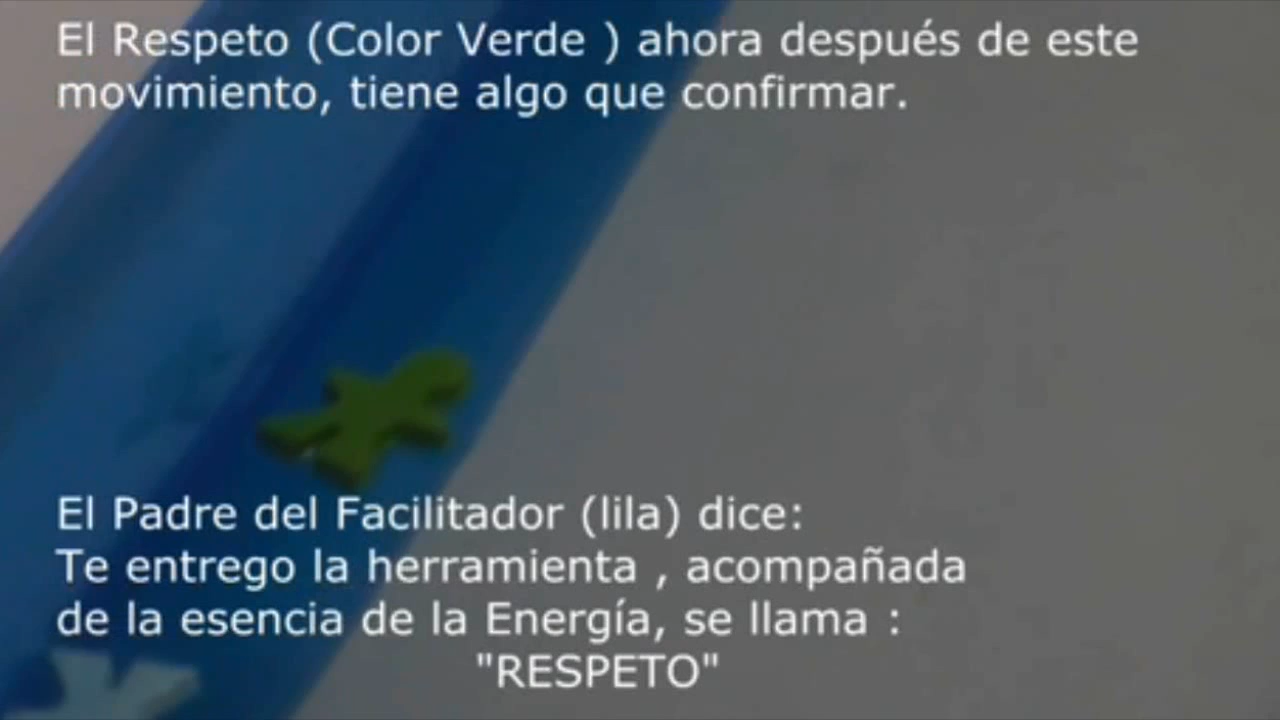 El Respeto (Color Verde ) ahora después de este
movimiento, tiene algo que confirmar.
El Padre del Facilitador (lila) dice:
Te entrego la herramienta , acompañada
de la esencia de la Energía, se llama :
"RESPETO"